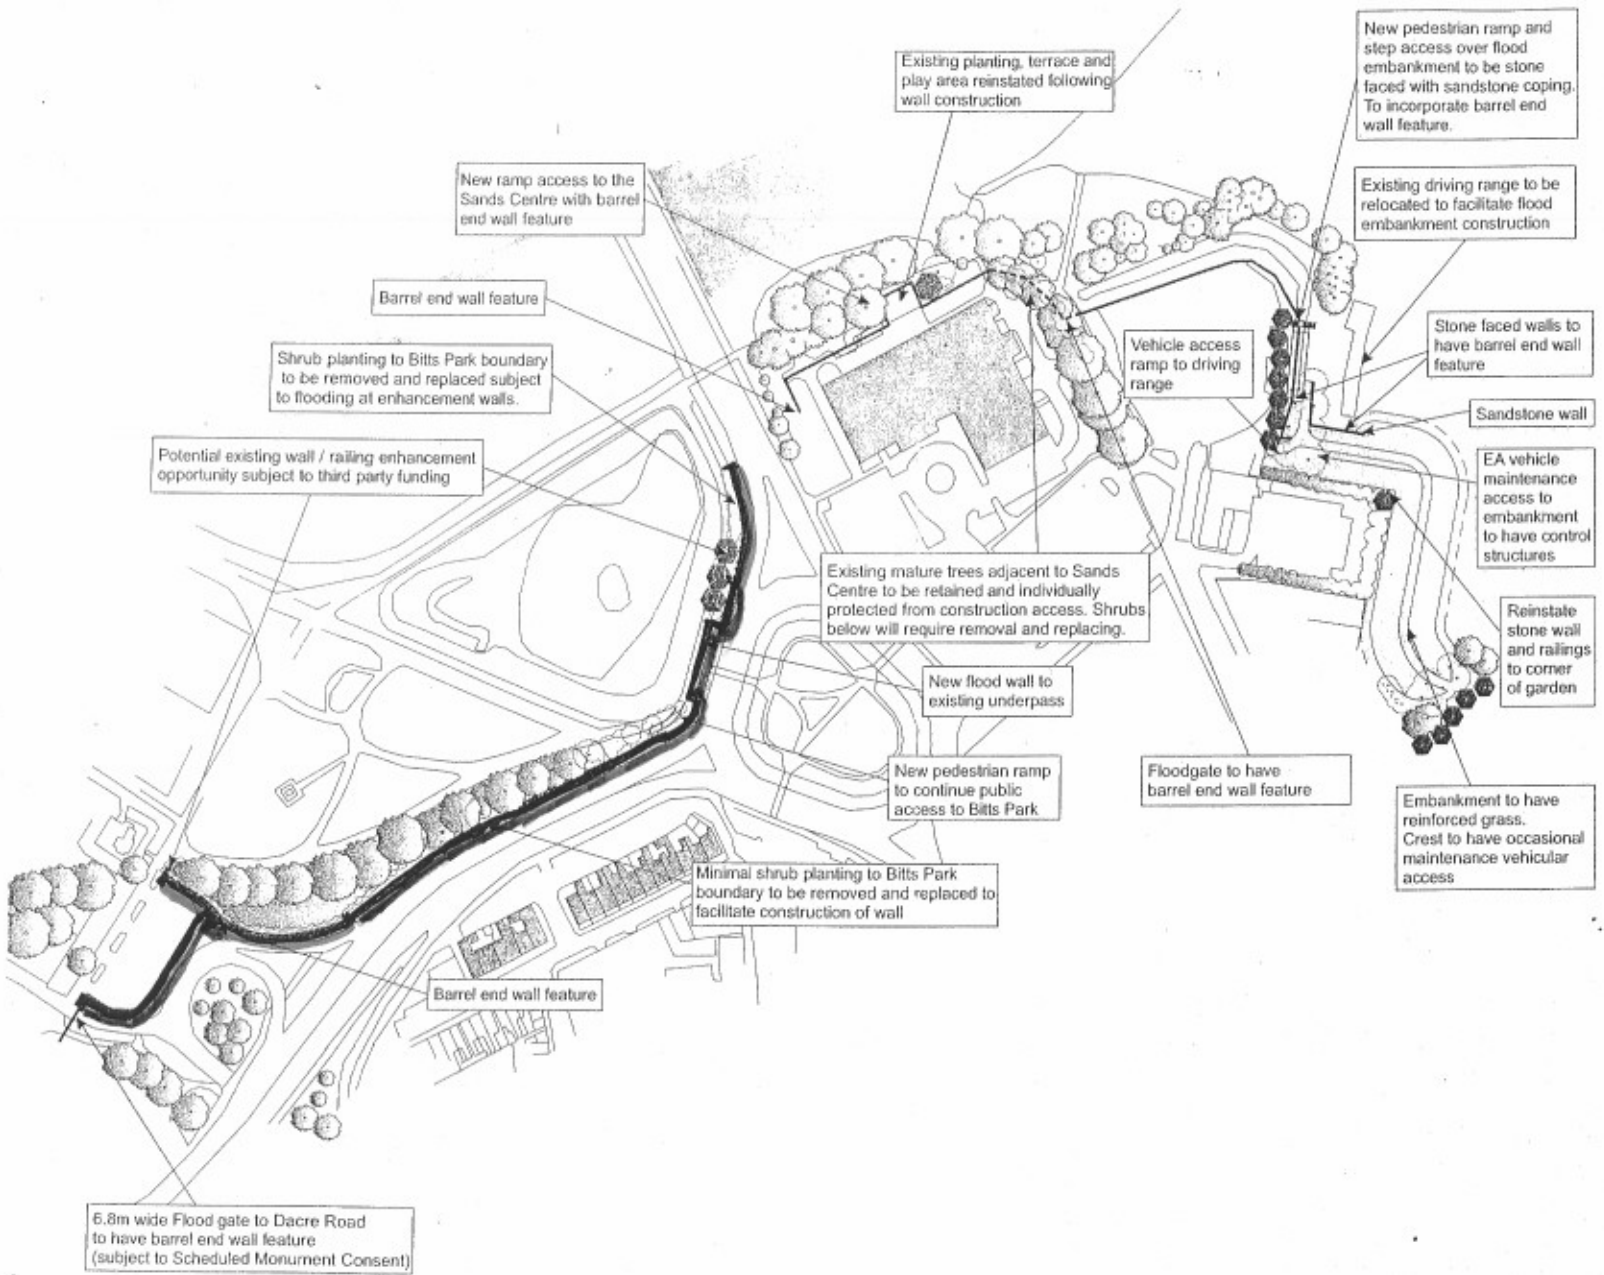 New pedestrian ramp and
step access over flood
embankment to be stone
faced with sandstone coping.
To incorporate barrel end
wall feature.
Existing planting, terrace and
play area reinstated following
wall construction
New ramp access to the
Sands Centre with barrel
end wall feature
Existing driving range to be
relocated to facilitate flood
embankment construction
Barrel end wall feature
Shrub planting to Bitts Park boundary
to be removed and replaced subject
to flooding at enhancement walls.
Vehicle access
ramp to driving
range
Stone faced walls to
have barrel end wall
feature
Sandstone wall
Potential existing wall / railing enhancement
opportunity subject to third party funding
EA vehicle
maintenance
access to
embankment
to have control
structures
Existing mature trees adjacent to Sands
Centre to be retained and individually
protected from construction access. Shrubs
below will require removal and replacing.
Reinstate
stone wall
and railings
to corner
of garden
New flood wall to
existing underpass
New pedestrian ramp
to continue public
access to Bitts Park
Floodgate to have
barrel end wall feature
Embankment to have
reinforced grass.
Crest to have occasional
maintenance vehicular
access
Minimal shrub planting to Bitts Park
boundary to be removed and replaced to
facilitate construction of wall
Barrel end wall feature
6.8m wide Flood gate to Dacre Road
to have barrel end wall feature
(subject to Scheduled Monument Consent)